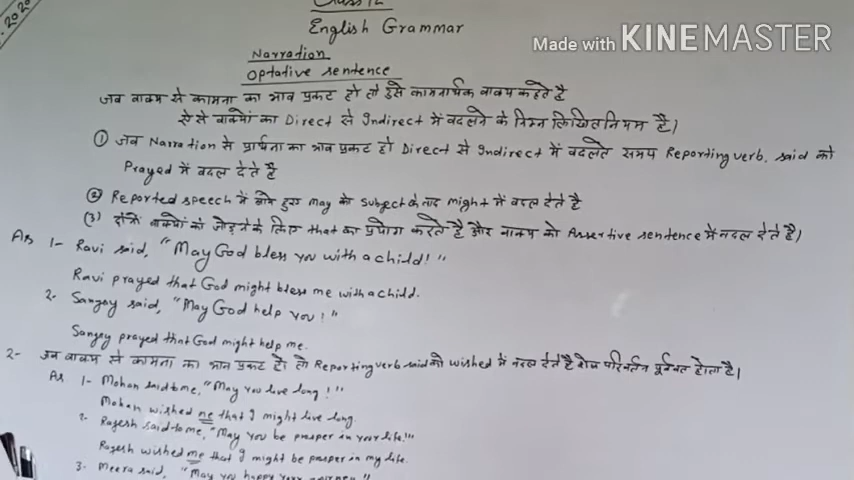 Class 12
2020
English Grammar
Made with KINEMASTER
Narration
Optative sentence
जब वाक्य से कामना का भाव प्रकट हो तो इसे कामनार्थक वाक्य कहते है
ऐसे वाक्यों का Direct से Indirect में बदलने के निम्न लिखित नियम है।
① जब Narration से प्रार्थना का भाव प्रकट हो Direct से Indirect में बदलते समय Reporting verb, said को
Prayed में बदल देते है
② Reported speech में आये हुए may को Subject के बाद might में बदल देते है
(3) दोनों वाक्यों को जोड़ने के लिए that का प्रयोग करते है और वाक्य को Assertive sentence में बदल देते है।
As 1- Ravi said, "May God bless you with a child!"
Ravi prayed that God might bless me with a child.
2- Sanjay said, "May God help you!"
Sanjay prayed that God might help me.
2- जब वाक्य से कामना का भाव प्रकट हो तो Reporting verb said को wished में बदल देते है शेष परिवर्तन पूर्ववत होता है।
As 1- Mohan said to me, "May you live long!"
Mohan wished me that I might live long.
2- Rajesh said to me, "May you be prosper in your life!"
Rajesh wished me that I might be prosper in my life.
3- Meera said, "May you happy your